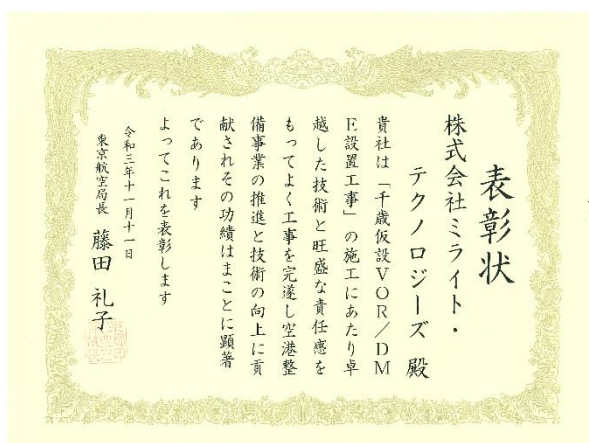 表彰状
株式会社ミライト・
テクノロジーズ 殿
貴社は「千歳仮設VOR/DM
E設置工事」の施工にあたり卓
越した技術と旺盛な責任感を
もってよく工事を完遂し空港整
備事業の推進と技術の向上に貢
献されその功績はまことに顕著
であります
よってこれを表彰します
令和三年十一月十一日
東京航空局長 藤田 礼子